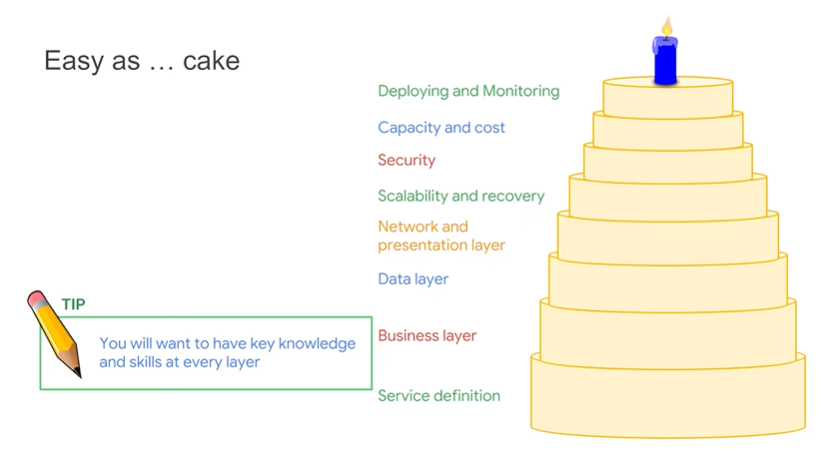 Easy as … cake
Deploying and Monitoring
Capacity and cost
Security
Scalability and recovery
Network and
presentation layer
Data layer
Business layer
Service definition
TIP
You will want to have key knowledge
and skills at every layer